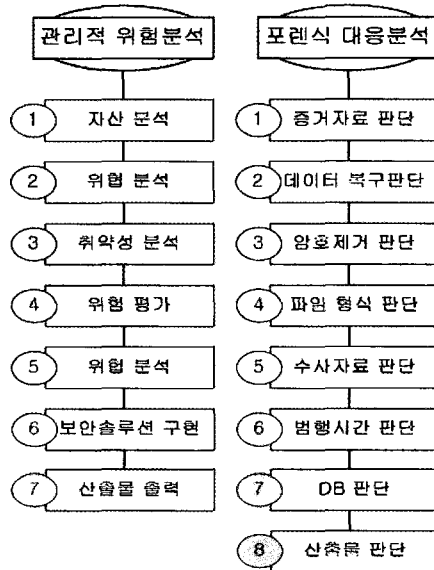 관리적 위험분석
1 자산 분석
2 위협 분석
3 취약성 분석
4 위험 평가
5 위험 분석
6 보안솔루션 구현
7 산출물 출력
포렌식 대응분석
1 증거자료 판단
2 데이터 복구판단
3 암호제거 판단
4 파일 형식 판단
5 수사자료 판단
6 범행시간 판단
7 DB 판단
8 산출물 판단